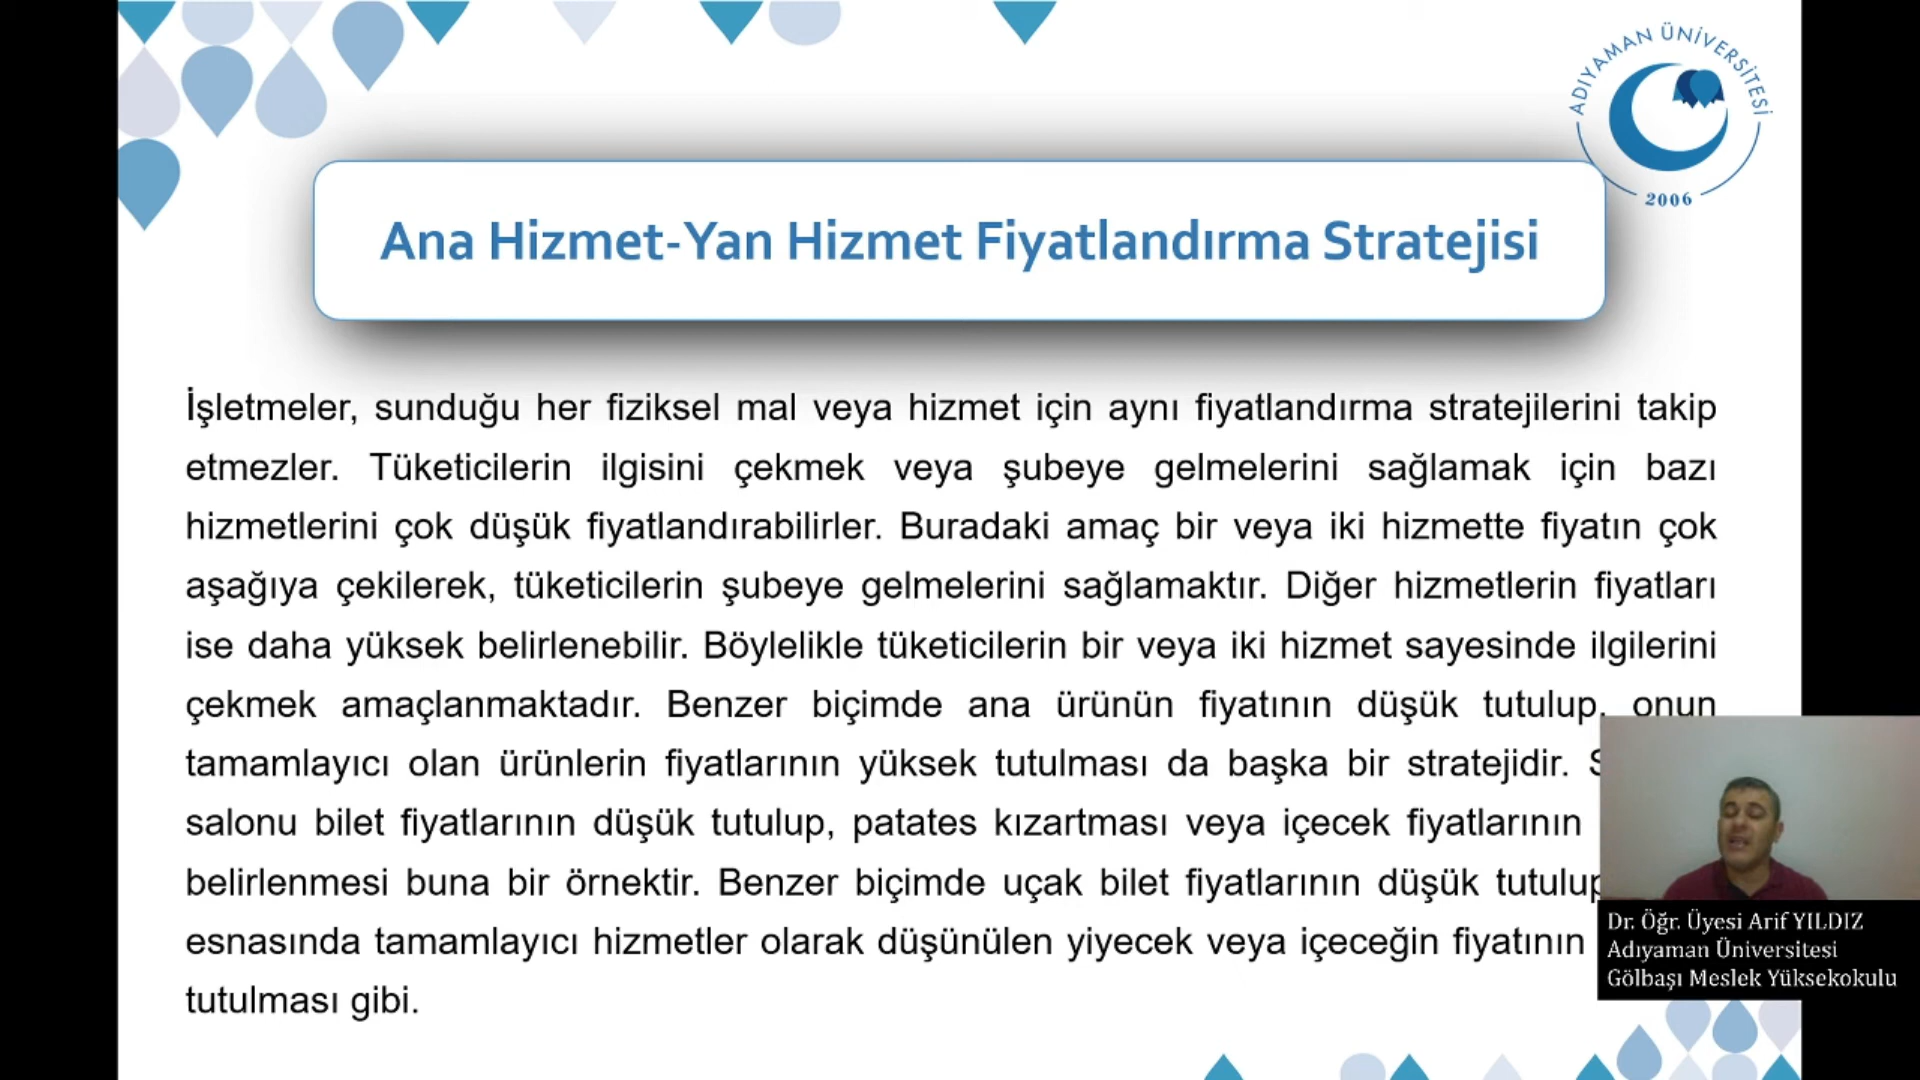 ADIYAMAN ÜNİVERSİTESİ
2006
Ana Hizmet-Yan Hizmet Fiyatlandırma Stratejisi
İşletmeler, sunduğu her fiziksel mal veya hizmet için aynı fiyatlandırma stratejilerini takip
etmezler. Tüketicilerin ilgisini çekmek veya şubeye gelmelerini sağlamak için bazı
hizmetlerini çok düşük fiyatlandırabilirler. Buradaki amaç bir veya iki hizmette fiyatın çok
aşağıya çekilerek, tüketicilerin şubeye gelmelerini sağlamaktır. Diğer hizmetlerin fiyatları
ise daha yüksek belirlenebilir. Böylelikle tüketicilerin bir veya iki hizmet sayesinde ilgilerini
çekmek amaçlanmaktadır. Benzer biçimde ana ürünün fiyatının düşük tutulup, onun
tamamlayıcı olan ürünlerin fiyatlarının yüksek tutulması da başka bir stratejidir.
salonu bilet fiyatlarının düşük tutulup, patates kızartması veya içecek fiyatlarının
belirlenmesi buna bir örnektir. Benzer biçimde uçak bilet fiyatlarının düşük tutulup
esnasında tamamlayıcı hizmetler olarak düşünülen yiyecek veya içeceğin fiyatının
tutulması gibi.
Dr. Öğr. Üyesi Arif YILDIZ
Adıyaman Üniversitesi
Gölbaşı Meslek Yüksekokulu